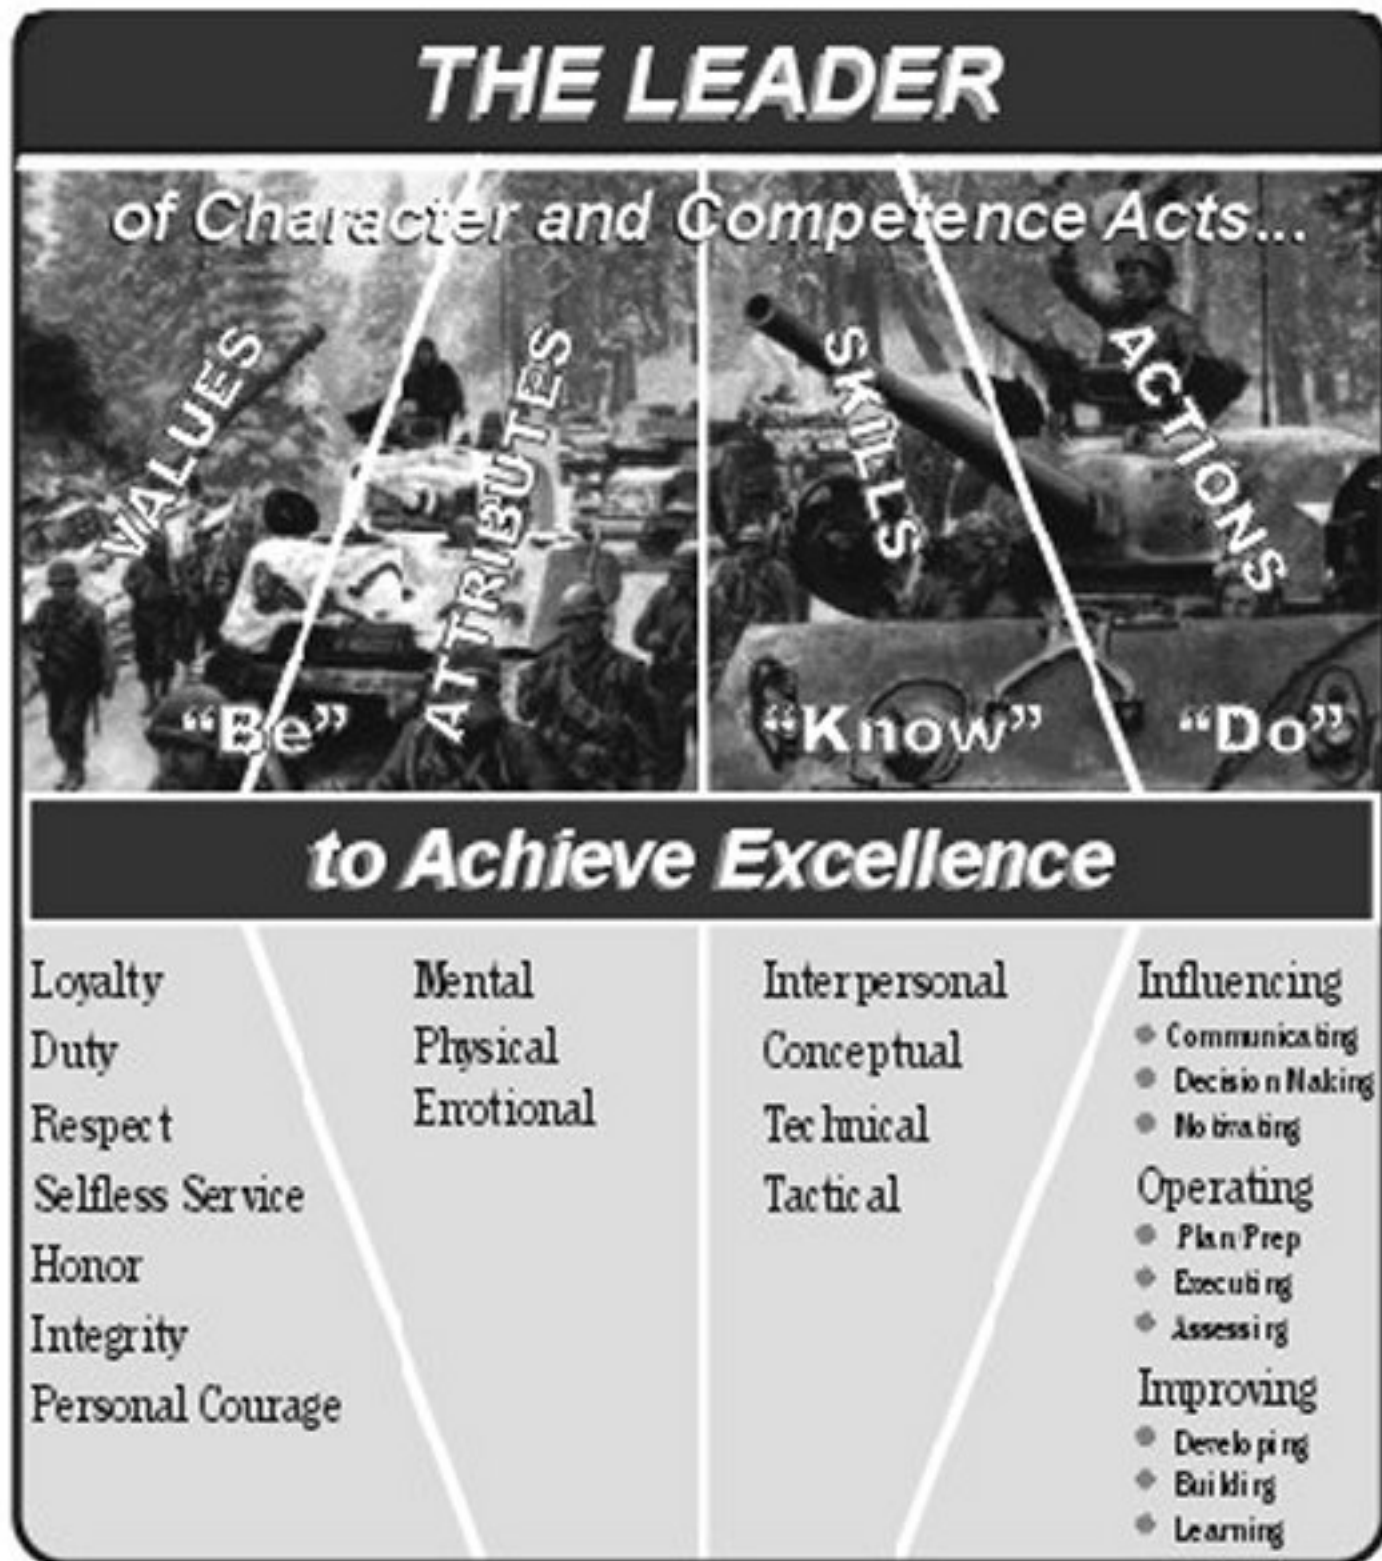 THE LEADER
of Character and Competence Acts...
VALUES
ATTRIBUTES
SKILLS
ACTIONS
“Be”
“Know”
“Do”
to Achieve Excellence
Loyalty
Duty
Respect
Selfless Service
Honor
Integrity
Personal Courage
Mental
Physical
Emotional
Interpersonal
Conceptual
Technical
Tactical
Influencing
Communicating
Decision Making
Motivating
Operating
Plan/Prep
Executing
Assessing
Improving
Developing
Building
Learning